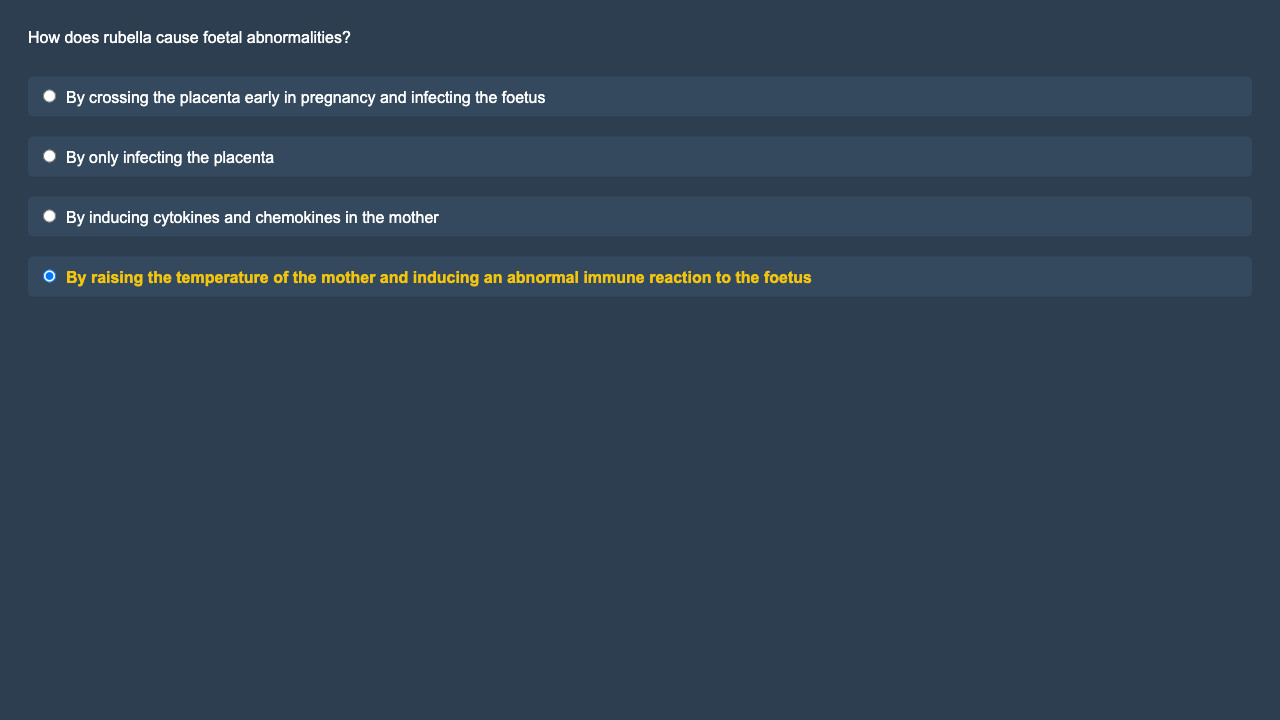 How does rubella cause foetal abnormalities?
By crossing the placenta early in pregnancy and infecting the foetus
By only infecting the placenta
By inducing cytokines and chemokines in the mother
By raising the temperature of the mother and inducing an abnormal immune reaction to the foetus